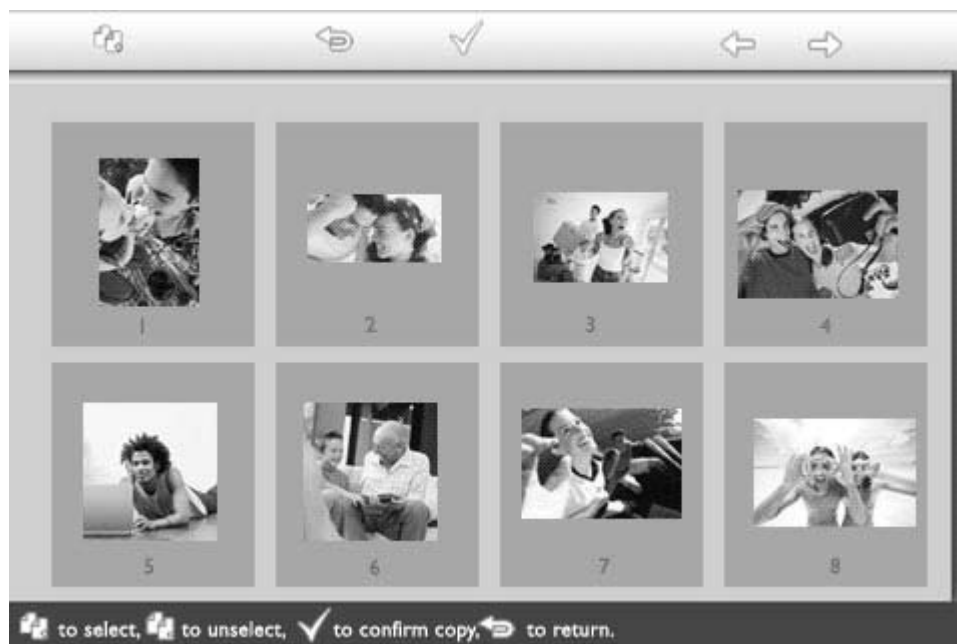 1 2 3 4
5 6 7 8
to select, to unselect, to confirm copy, to return.